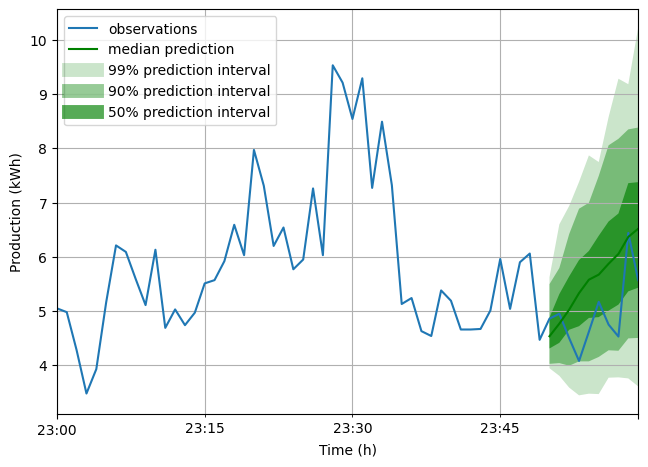 observations
median prediction
99% prediction interval
90% prediction interval
50% prediction interval
10
9
8
7
6
5
4
Production (kWh)
23:00
23:15
23:30
23:45
Time (h)